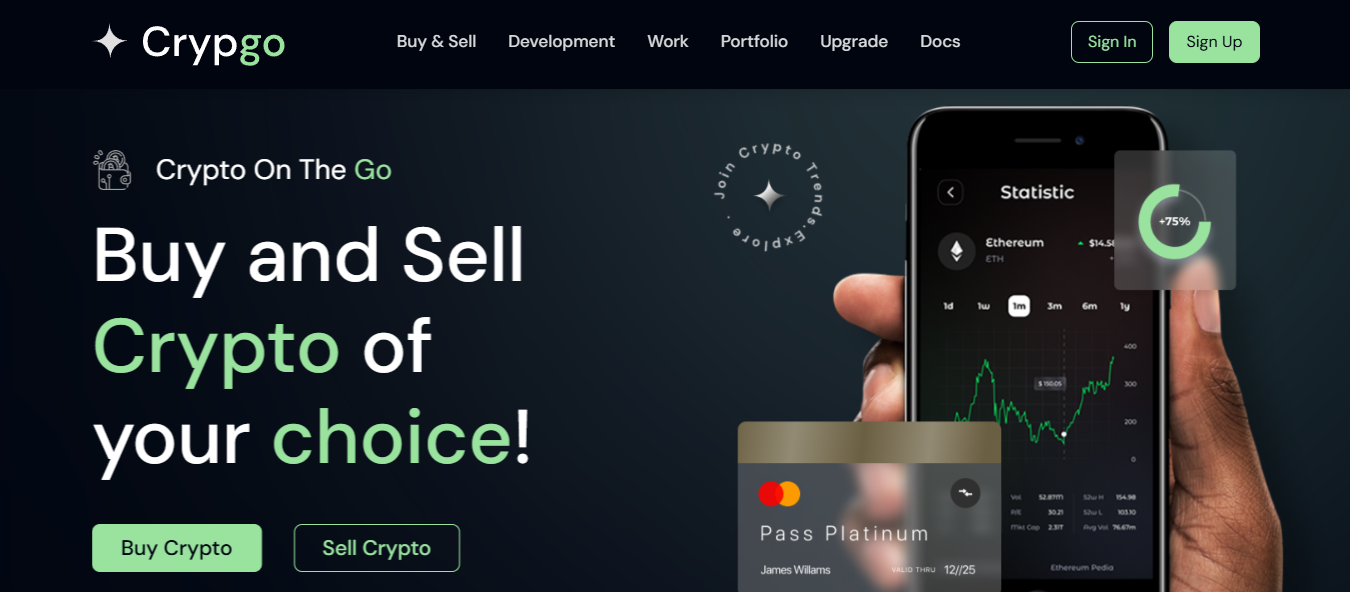 Crypgo
Buy & Sell
Development
Work
Portfolio
Upgrade
Docs
Sign In
Sign Up
Crypto On The Go
Buy and Sell
Crypto of
your choice!
Buy Crypto
Sell Crypto
Join Crypto Trends.Explore .
Statistic
+75%
Ethereum
$14.58
ETH
1d 1w 1m 3m 6m 1y
400
$ 150.05
300
200
0
Vol. 52.87M 52w H 154.98
P/E 30.21 52w L 103.10
Mkt Cap 2.31T Avg Vol 76.67m
Ethereum Pedia
Pass Platinum
James Willams
VALID THRU 12//25